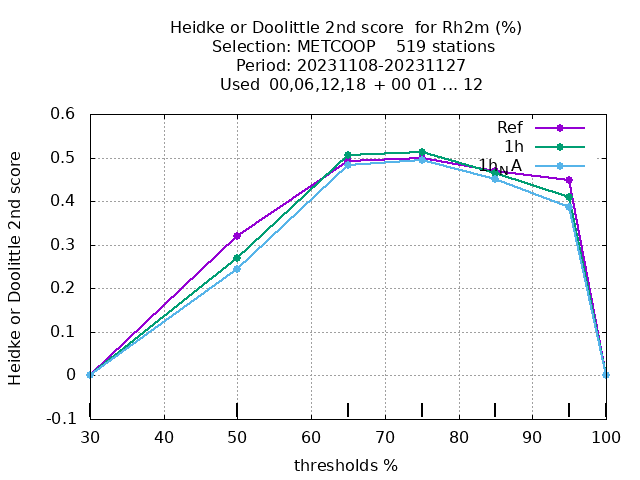 Heidke or Doolittle 2nd score  for Rh2m (%)
Selection: METCOOP    519 stations
Period: 20231108-20231127
Used  00,06,12,18  + 00 01 ... 12
Heidke or Doolittle 2nd score
0.6
0.5
0.4
0.3
0.2
0.1
0
-0.1
Ref
1h
1h_NA
30 40 50 60 70 80 90 100
thresholds %